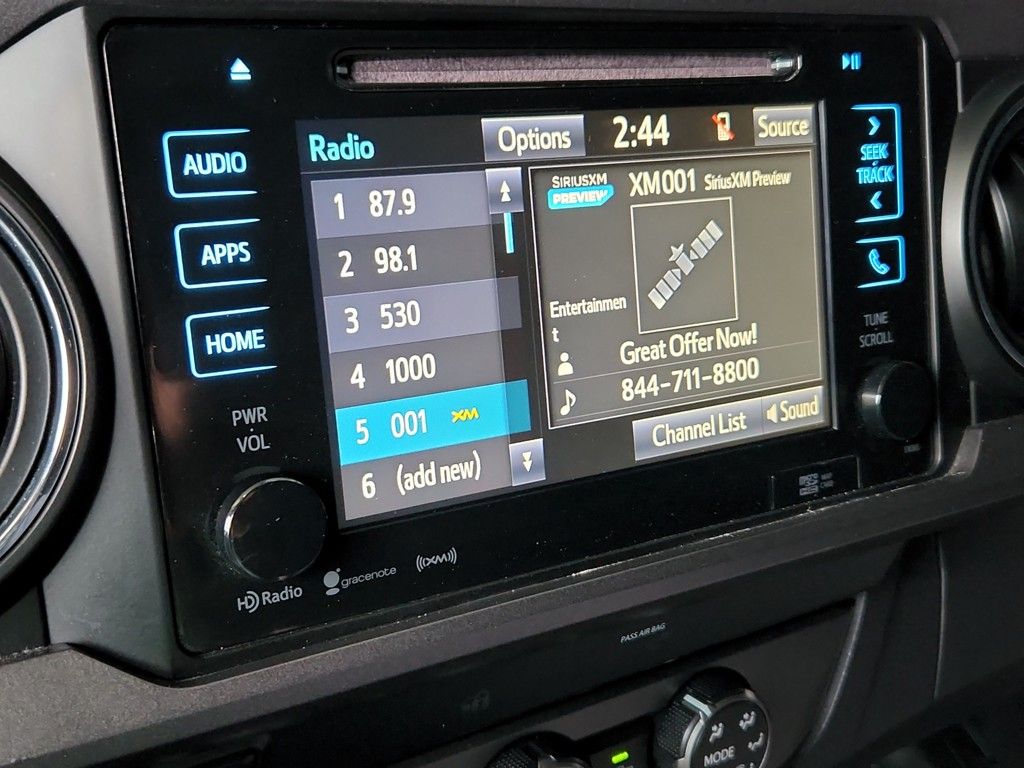 AUDIO
APPS
HOME
PWR
VOL
Radio
Options
2:44
Source
1 87.9
2 98.1
3 530
4 1000
5 001 XM
6 (add new)
SIRIUSXM
PREVIEW
XM001 SiriusXM Preview
Entertainmen
t
Great Offer Now!
844-711-8800
Channel List
Sound
SEEK
TRACK
TUNE
SCROLL
HD Radio
gracenote
((XM))
PASS AIR BAG
MODE